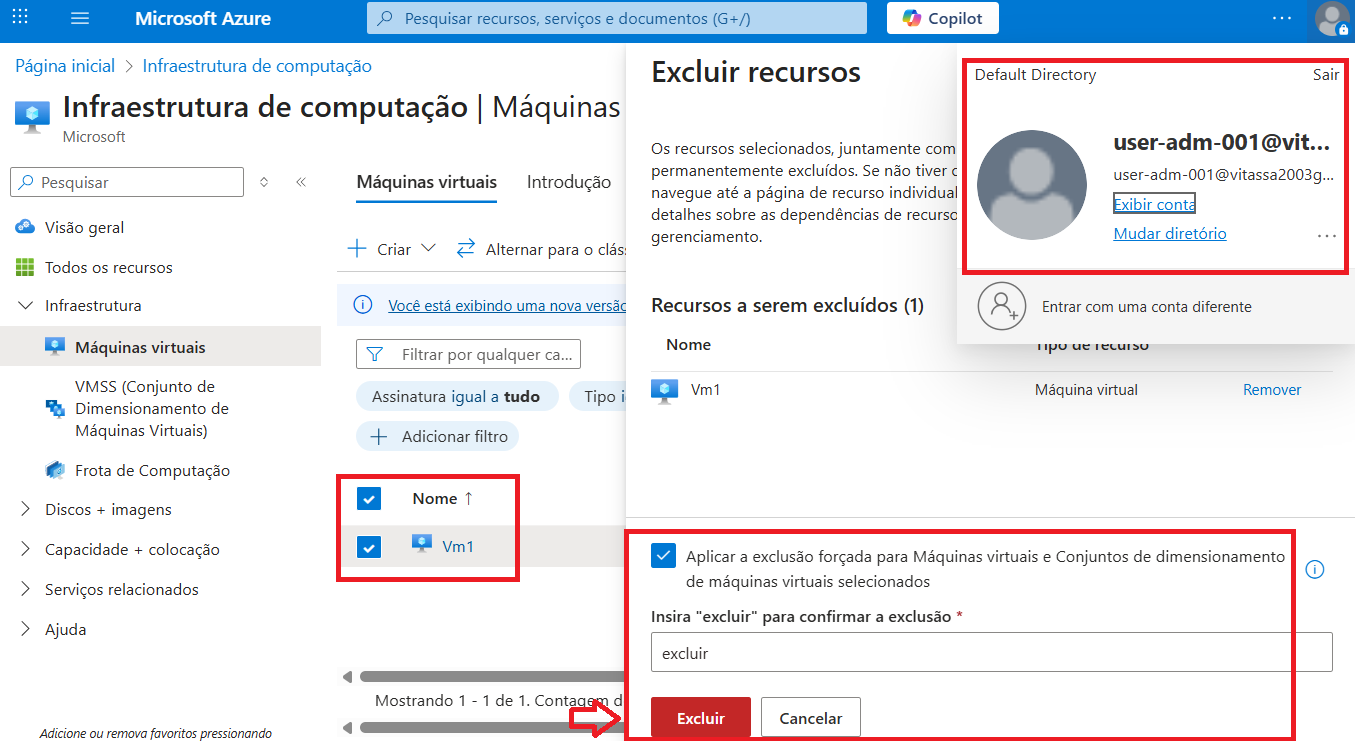 Microsoft Azure
Pesquisar recursos, serviços e documentos (G+/)
Copilot
Página inicial > Infraestrutura de computação
Infraestrutura de computação | Máquinas
Microsoft
Pesquisar
Visão geral
Todos os recursos
Infraestrutura
Máquinas virtuais
VMSS (Conjunto de
Dimensionamento de
Máquinas Virtuais)
Frota de Computação
Discos + imagens
Capacidade + colocação
Serviços relacionados
Ajuda
Adicione ou remova favoritos pressionando
Máquinas virtuais
Introdução
Criar
Alternar para o clás
Você está exibindo uma nova versão
Filtrar por qualquer ca...
Assinatura igual a tudo
Tipo i
Adicionar filtro
Nome ↑
Vm1
Mostrando 1 - 1 de 1. Contagem d
Excluir recursos
Os recursos selecionados, juntamente com
permanentemente excluídos. Se não tiver
navegue até a página de recurso individual
detalhes sobre as dependências de recurso
gerenciamento.
Recursos a serem excluídos (1)
Nome
Tipo de recurso
Vm1
Máquina virtual
Remover
Aplicar a exclusão forçada para Máquinas virtuais e Conjuntos de dimensionamento
de máquinas virtuais selecionados
Insira "excluir" para confirmar a exclusão *
excluir
Excluir
Cancelar
Default Directory
Sair
user-adm-001@vit...
user-adm-001@vitassa2003g...
Exibir conta
Mudar diretório
...
Entrar com uma conta diferente